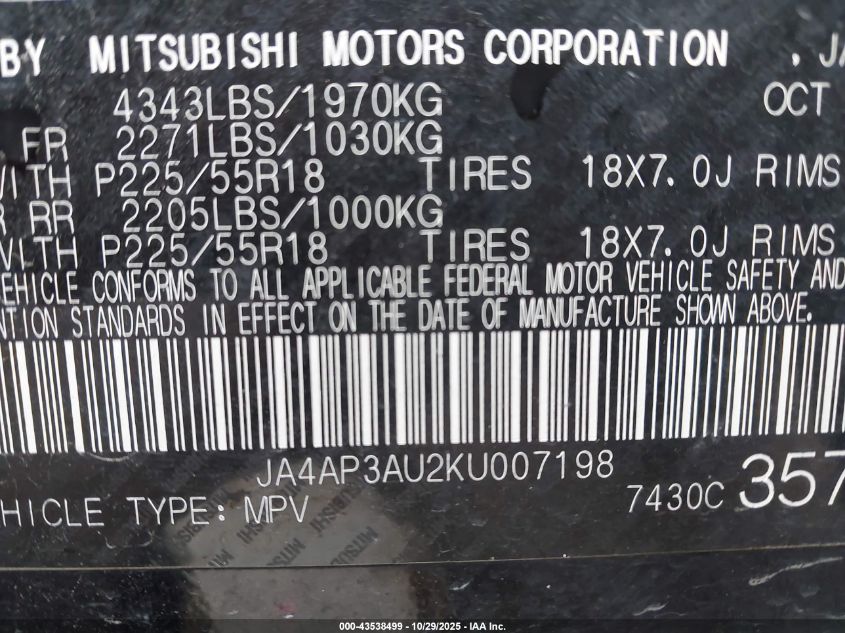 BY MITSUBISHI MOTORS CORPORATION , JA
4343LBS/1970KG OCT
FR 2271LBS/1030KG
WITH P225/55R18 TIRES 18X7.0J RIMS
R RR 2205LBS/1000KG
WITH P225/55R18 TIRES 18X7.0J RIMS
EHICLE CONFORMS TO ALL APPLICABLE FEDERAL MOTOR VEHICLE SAFETY AND
NTION STANDARDS IN EFFECT ON THE DATE OF MANUFACTURE SHOWN ABOVE.
JA4AP3AU2KU007198
HICLE TYPE: MPV 7430C 357
000-43538499 - 10/29/2025 - IAA Inc.